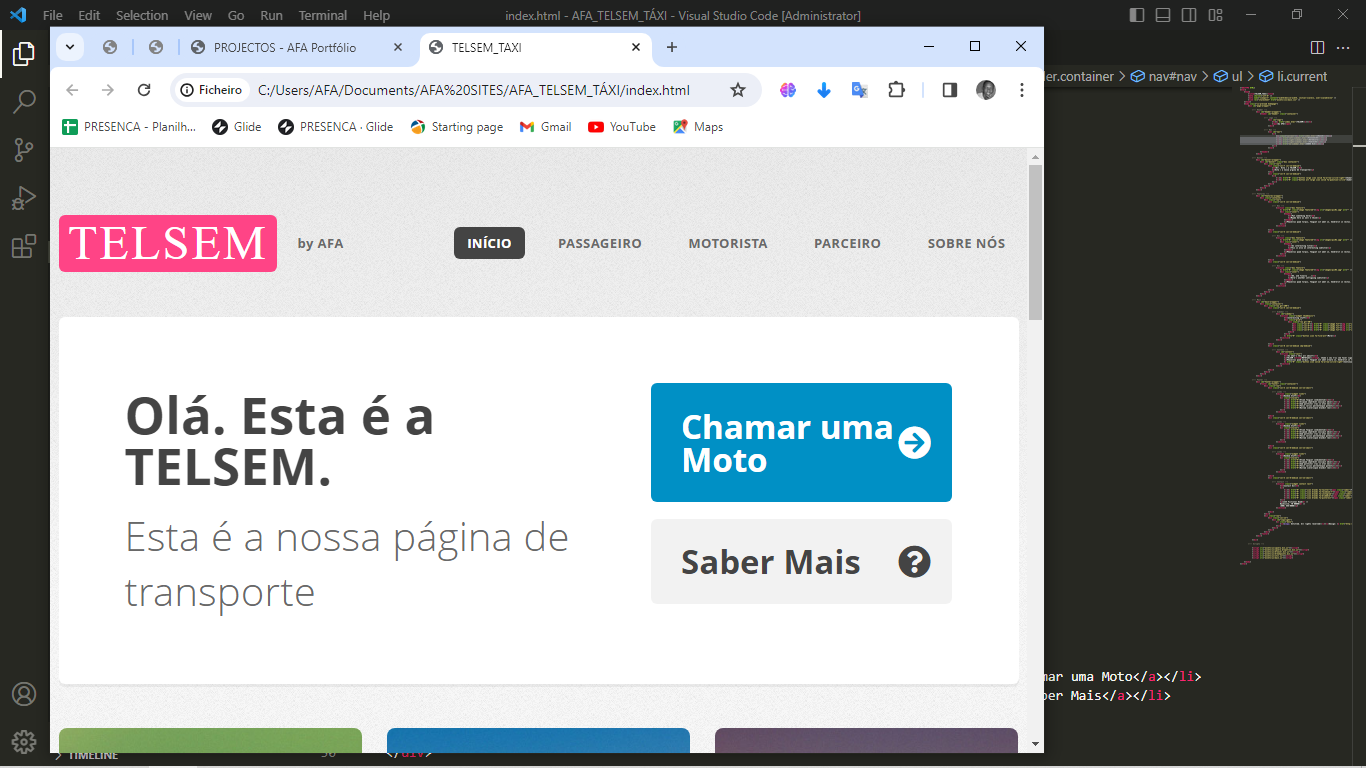 File Edit Selection View Go Run Terminal Help
index.html - AFA_TELSEM_TÁXI - Visual Studio Code [Administrator]
PROJECTOS - AFA Portfólio
TELSEM_TAXI
der.container > nav#nav > ul > li.current
Ficheiro
C:/Users/AFA/Documents/AFA%20SITES/AFA_TELSEM_TÁXI/index.html
PRESENCA - Planilh...
Glide
PRESENCA · Glide
Starting page
Gmail
YouTube
Maps
TELSEM
by AFA
INÍCIO
PASSAGEIRO
MOTORISTA
PARCEIRO
SOBRE NÓS
Olá. Esta é a
TELSEM.
Esta é a nossa página de
transporte
Chamar uma
Moto
Saber Mais
mar uma Moto</a></li>
ber Mais</a></li>
TIMELINE
</div>